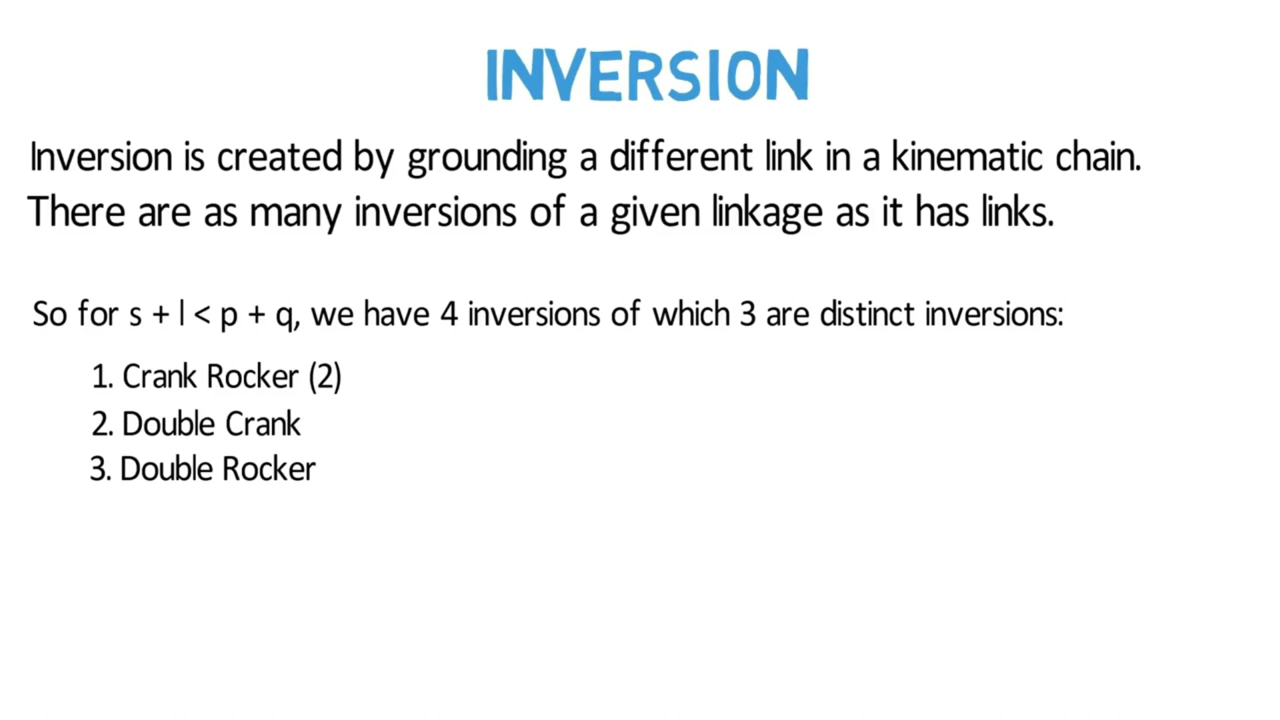 INVERSION
Inversion is created by grounding a different link in a kinematic chain.
There are as many inversions of a given linkage as it has links.
So for s + l < p + q, we have 4 inversions of which 3 are distinct inversions:
1. Crank Rocker (2)
2. Double Crank
3. Double Rocker